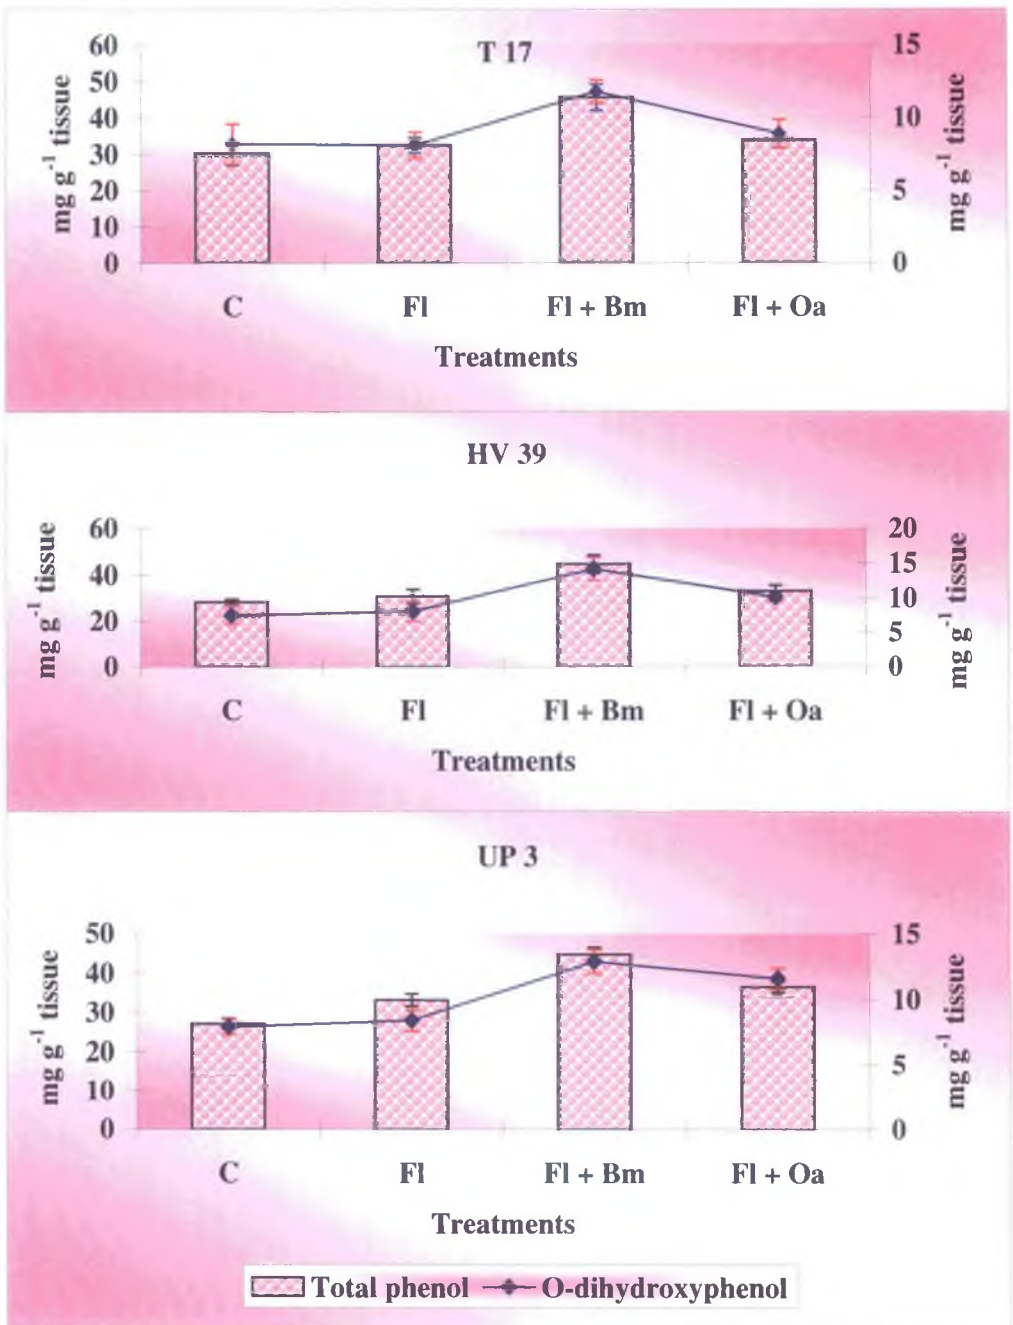 T 17
60
50
40
30
20
10
0
mg g⁻¹ tissue
15
10
5
0
mg g⁻¹ tissue
C Fl Fl + Bm Fl + Oa
Treatments
HV 39
60
40
20
0
mg g⁻¹ tissue
20
15
10
5
0
mg g⁻¹ tissue
C Fl Fl + Bm Fl + Oa
Treatments
UP 3
50
40
30
20
10
0
mg g⁻¹ tissue
15
10
5
0
mg g⁻¹ tissue
C Fl Fl + Bm Fl + Oa
Treatments
Total phenol O-dihydroxyphenol